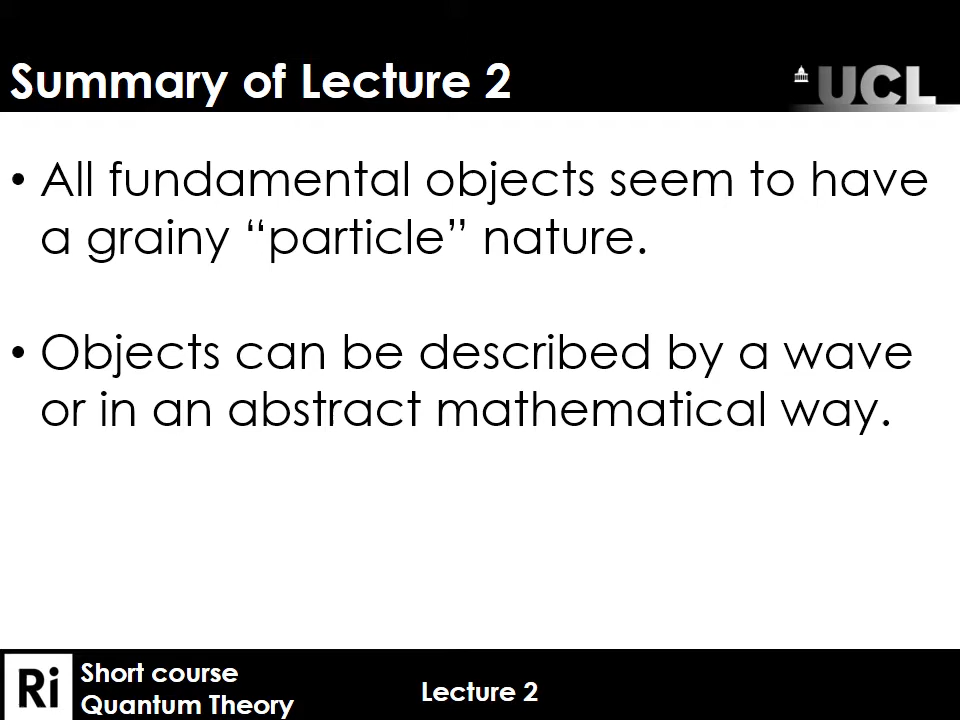 Summary of Lecture 2
UCL
• All fundamental objects seem to have
a grainy “particle” nature.
• Objects can be described by a wave
or in an abstract mathematical way.
Ri
Short course
Quantum Theory
Lecture 2